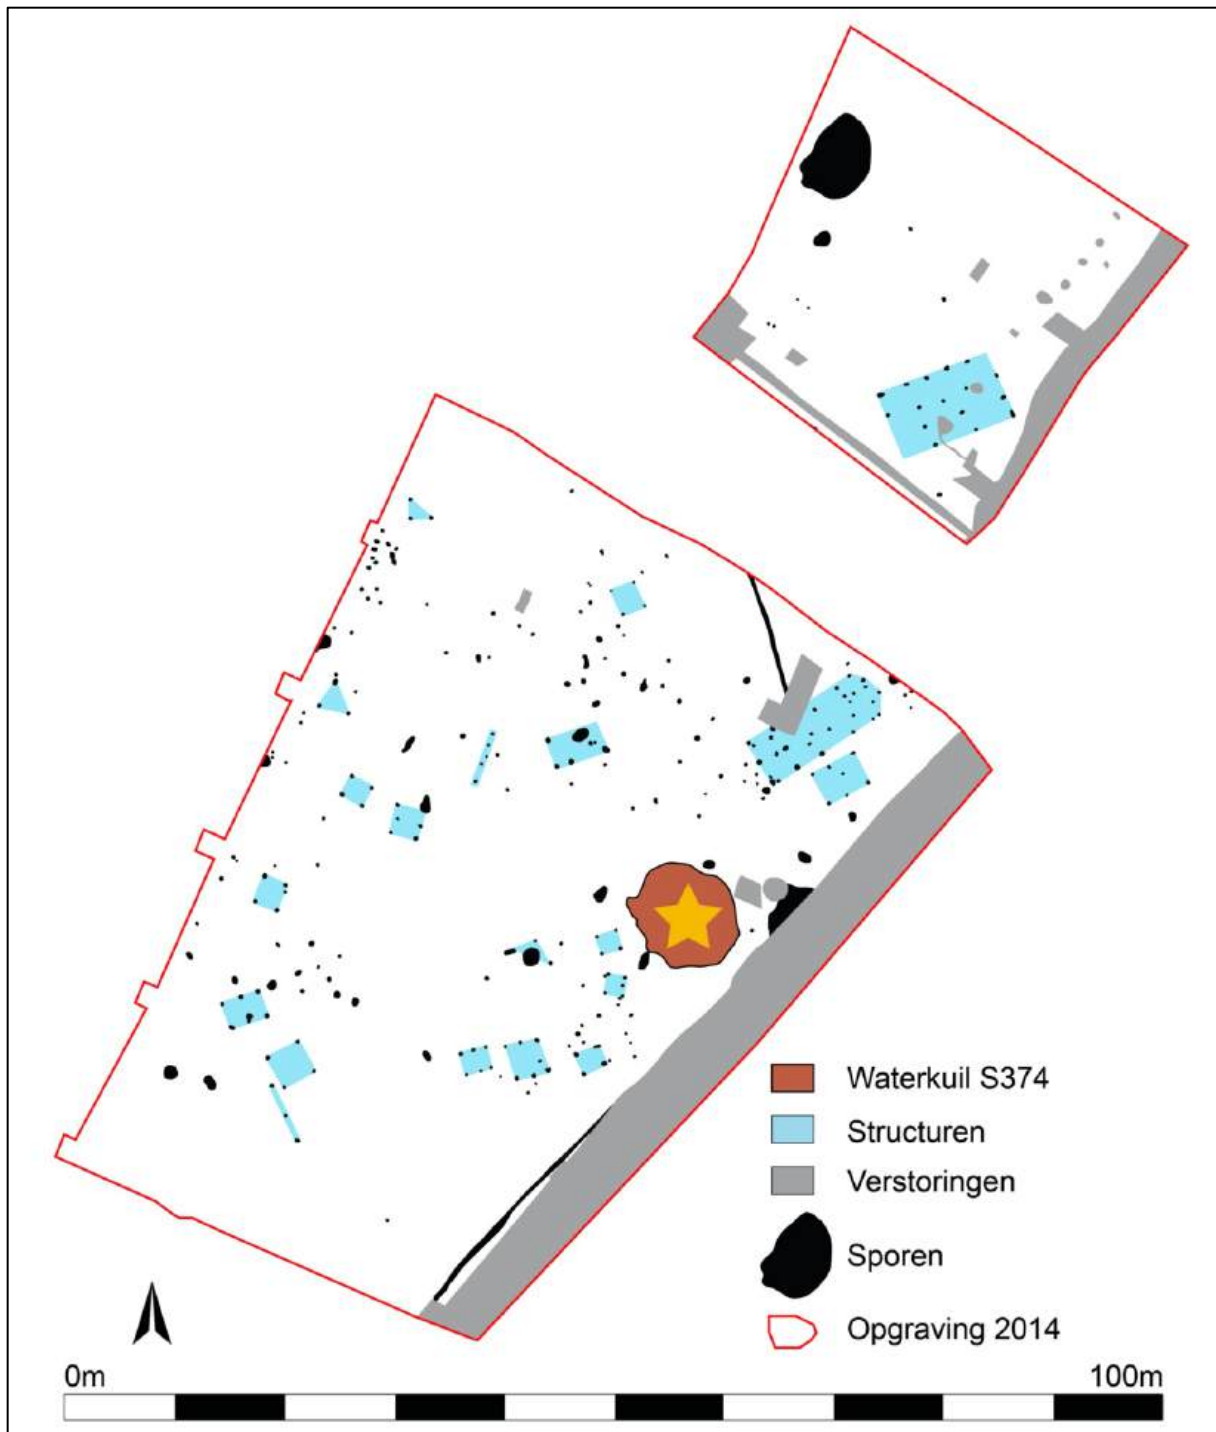 Waterkuil S374
Structuren
Verstoringen
Sporen
Opgraving 2014
0m 100m